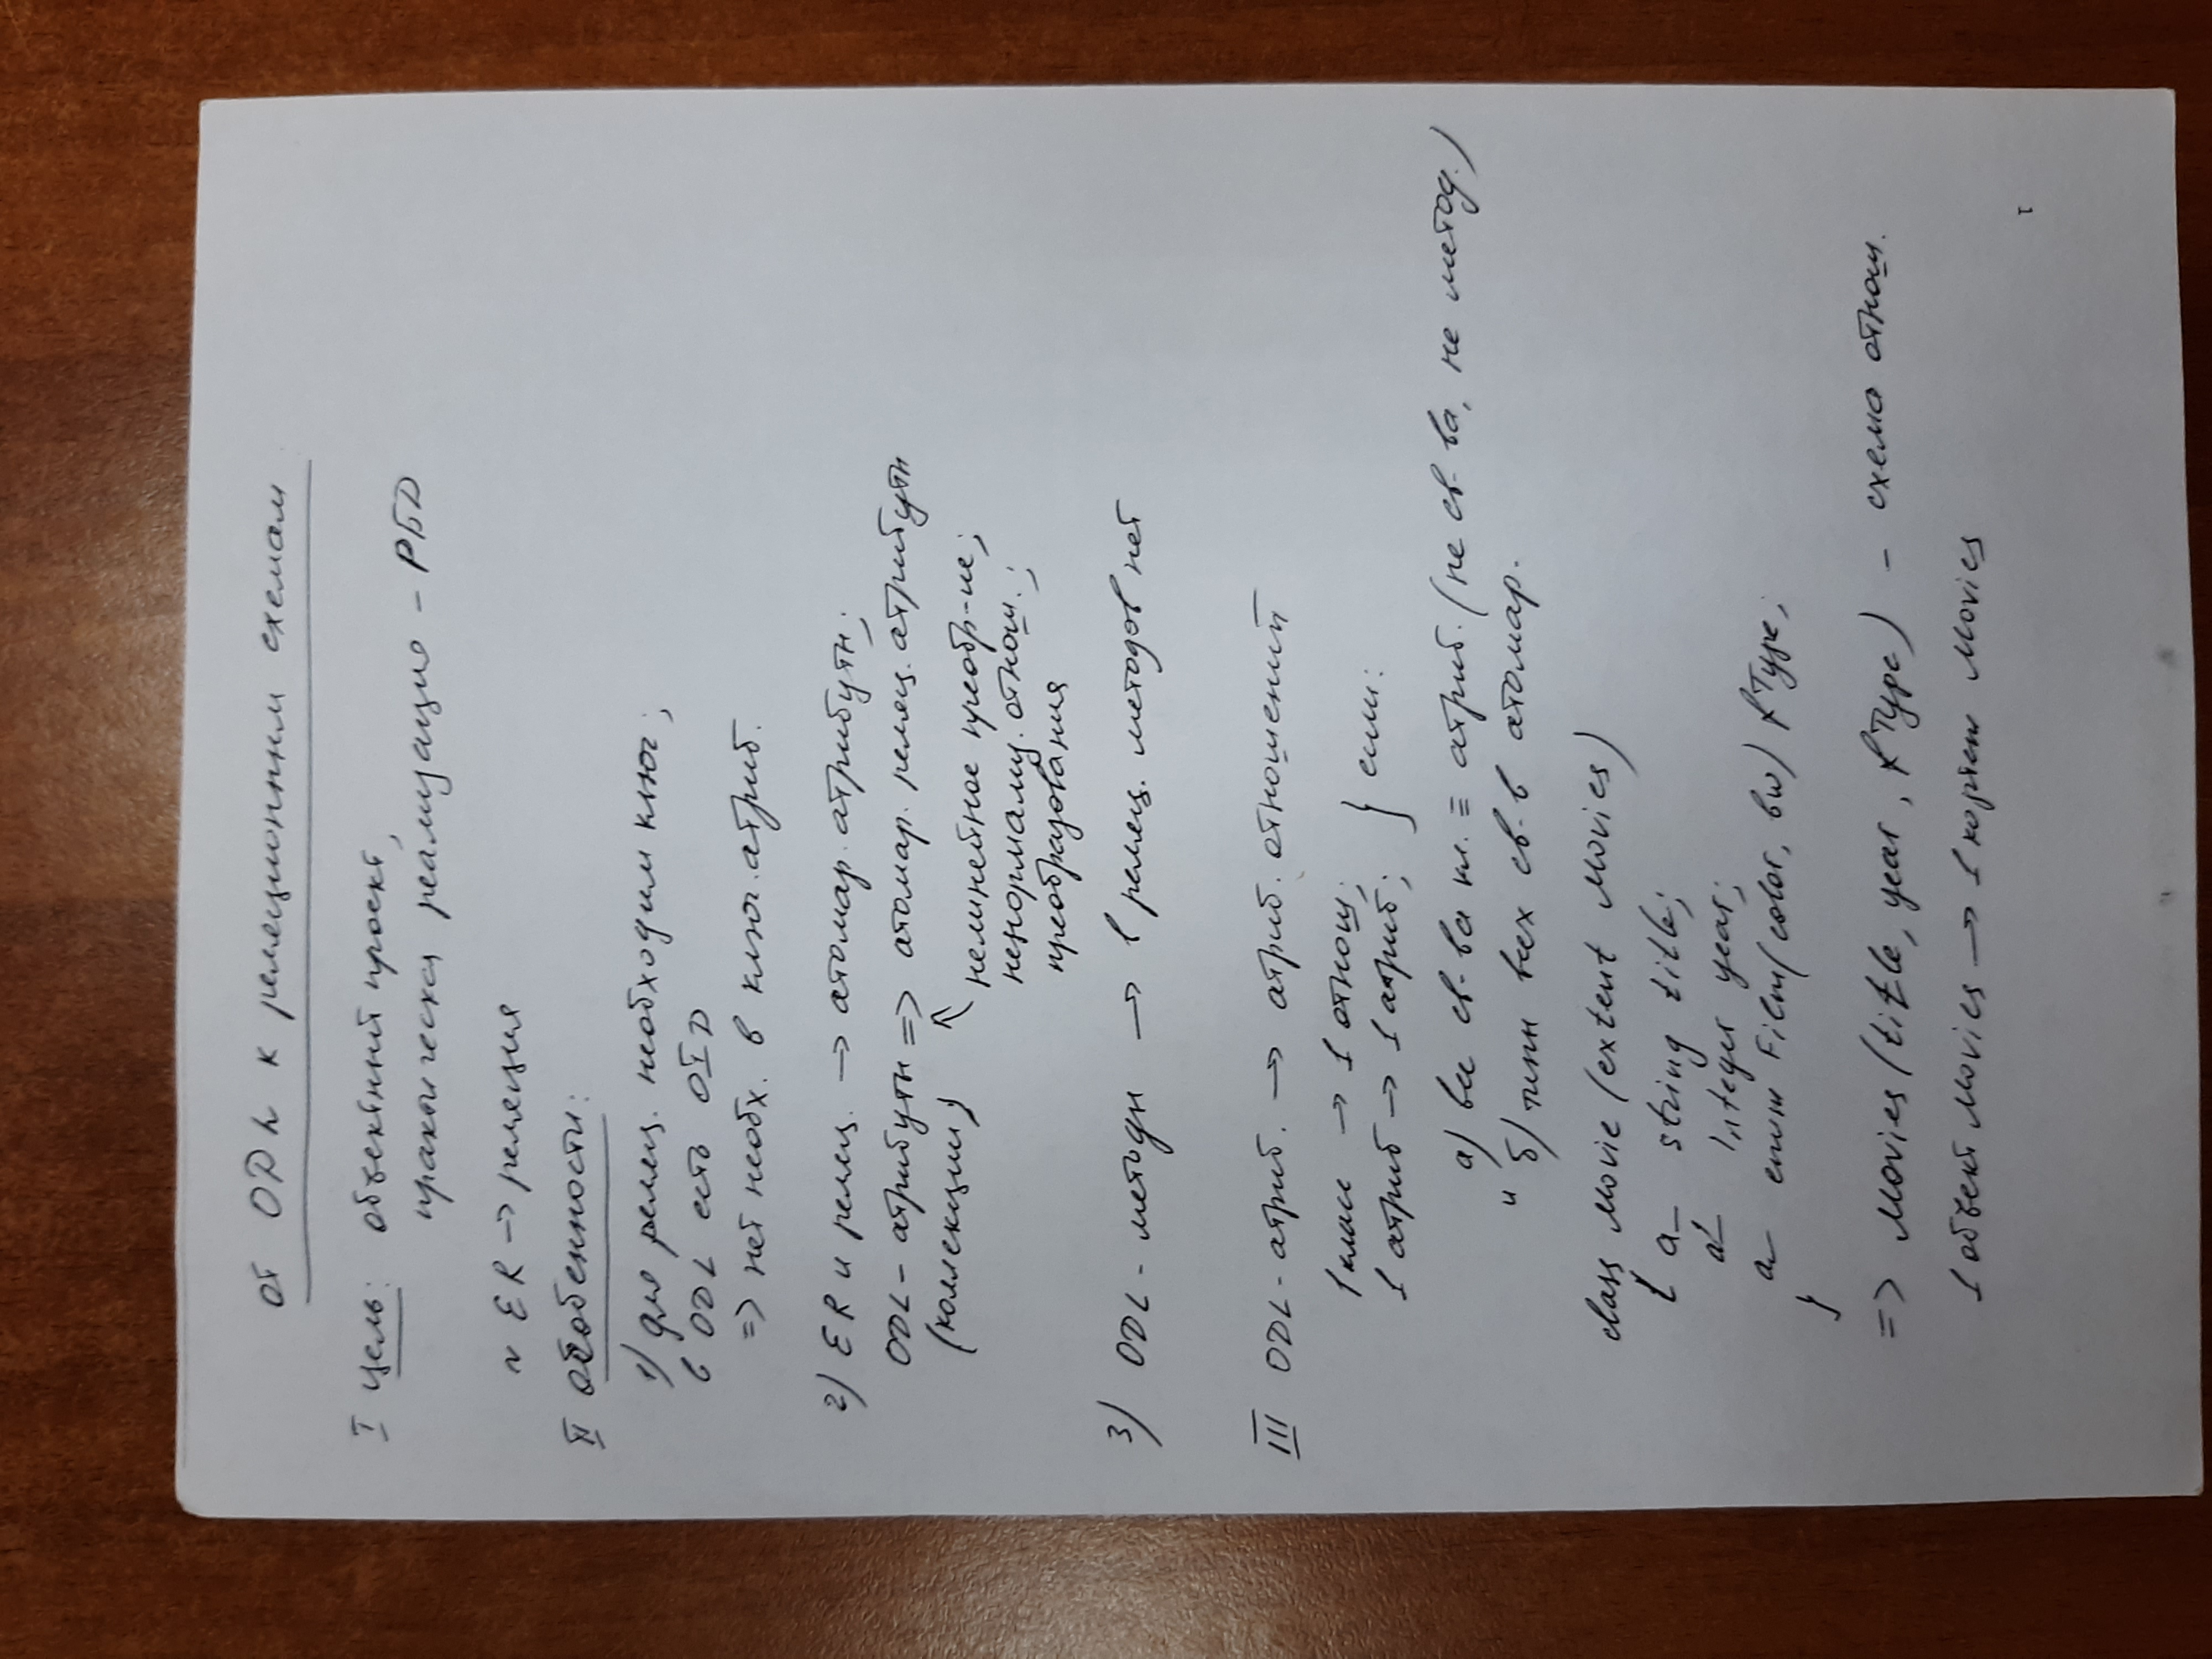 от ODL к реляционным схемам
I Цель: объектный проект,
практическая реализация – РБД
~ ER -> реляция
II Особенности:
1) для реляц. необходим ключ;
в ODL есть OID
=> нет необх. в ключ. атриб.
2) ER и реляц. -> атомар. атрибуты;
ODL - атрибуты => атомар. реляц. атрибуты
(коллекции)
нелинейное преобр-ие;
ненормализ. отнош.;
преобразования
3) ODL - методы -> в реляц. методов нет
III ODL - атриб. -> атриб. отношений
1 класс -> 1 отнош;
1 атриб -> 1 атриб; } если:
а) все св-ва кл. ≡ атриб. (не св-ва, не метод.)
и б) типы всех св-в атомар.
class Movie (extent Movies)
{ a– string title;
a– Integer year;
a– enum Film(color, bw) fType;
}
=> Movies (title, year, fType) – схема отнош.
1 объект Movies -> 1 кортеж Movies
1